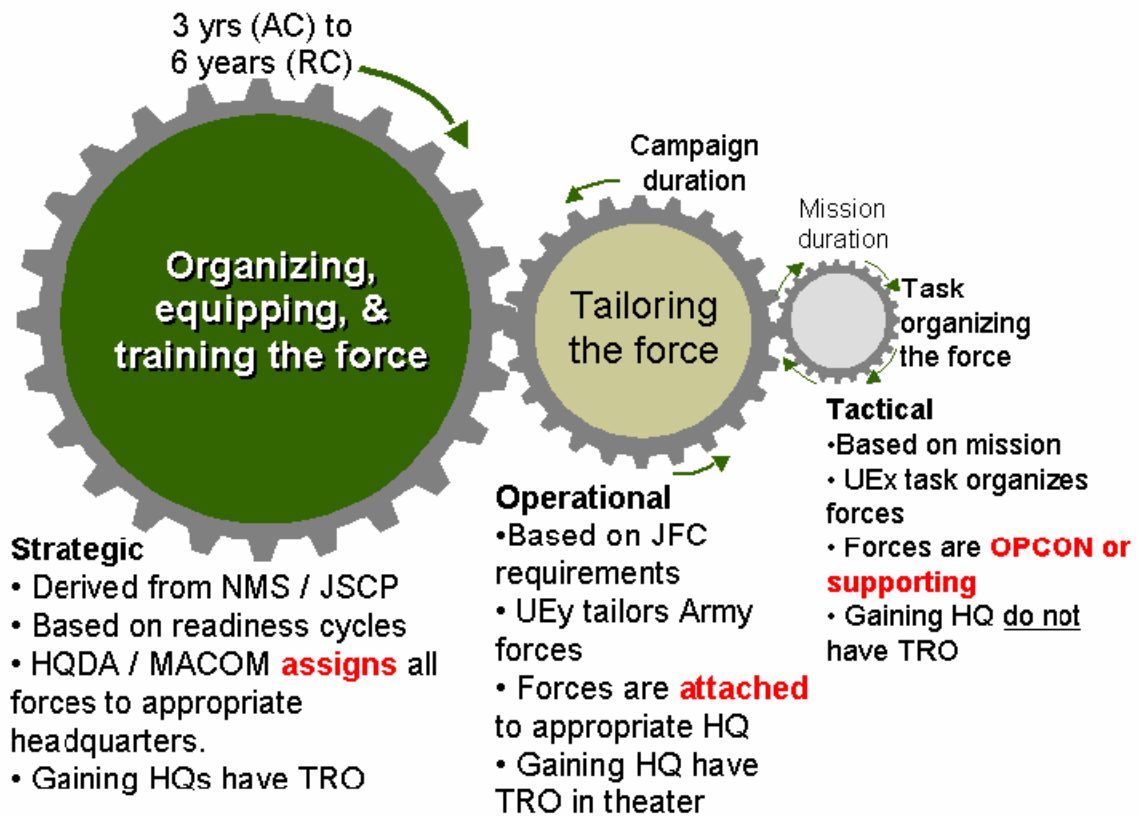 3 yrs (AC) to
6 years (RC)
Organizing,
equipping, &
training the force
Strategic
• Derived from NMS / JSCP
• Based on readiness cycles
• HQDA / MACOM assigns all
forces to appropriate
headquarters.
• Gaining HQs have TRO
Campaign
duration
Tailoring
the force
Operational
•Based on JFC
requirements
• UEy tailors Army
forces
• Forces are attached
to appropriate HQ
• Gaining HQ have
TRO in theater
Mission
duration
Task
organizing
the force
Tactical
•Based on mission
• UEx task organizes
forces
• Forces are OPCON or
supporting
• Gaining HQ do not
have TRO